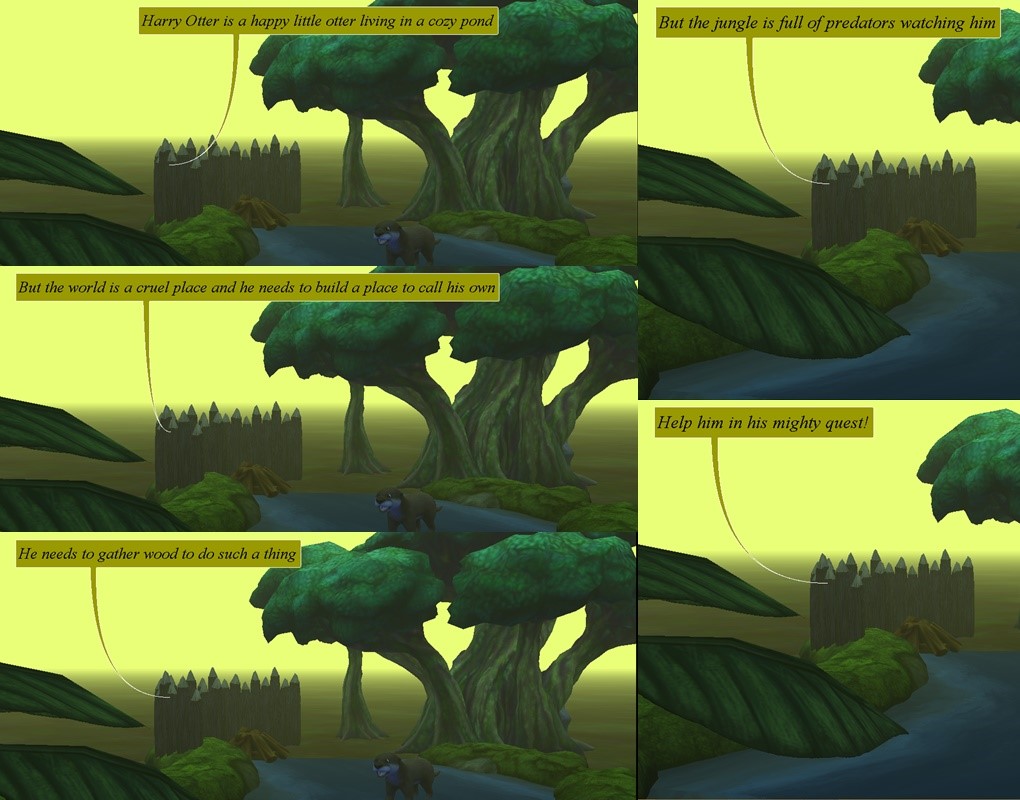 Harry Otter is a happy little otter living in a cozy pond
But the world is a cruel place and he needs to build a place to call his own
He needs to gather wood to do such a thing
But the jungle is full of predators watching him
Help him in his mighty quest!